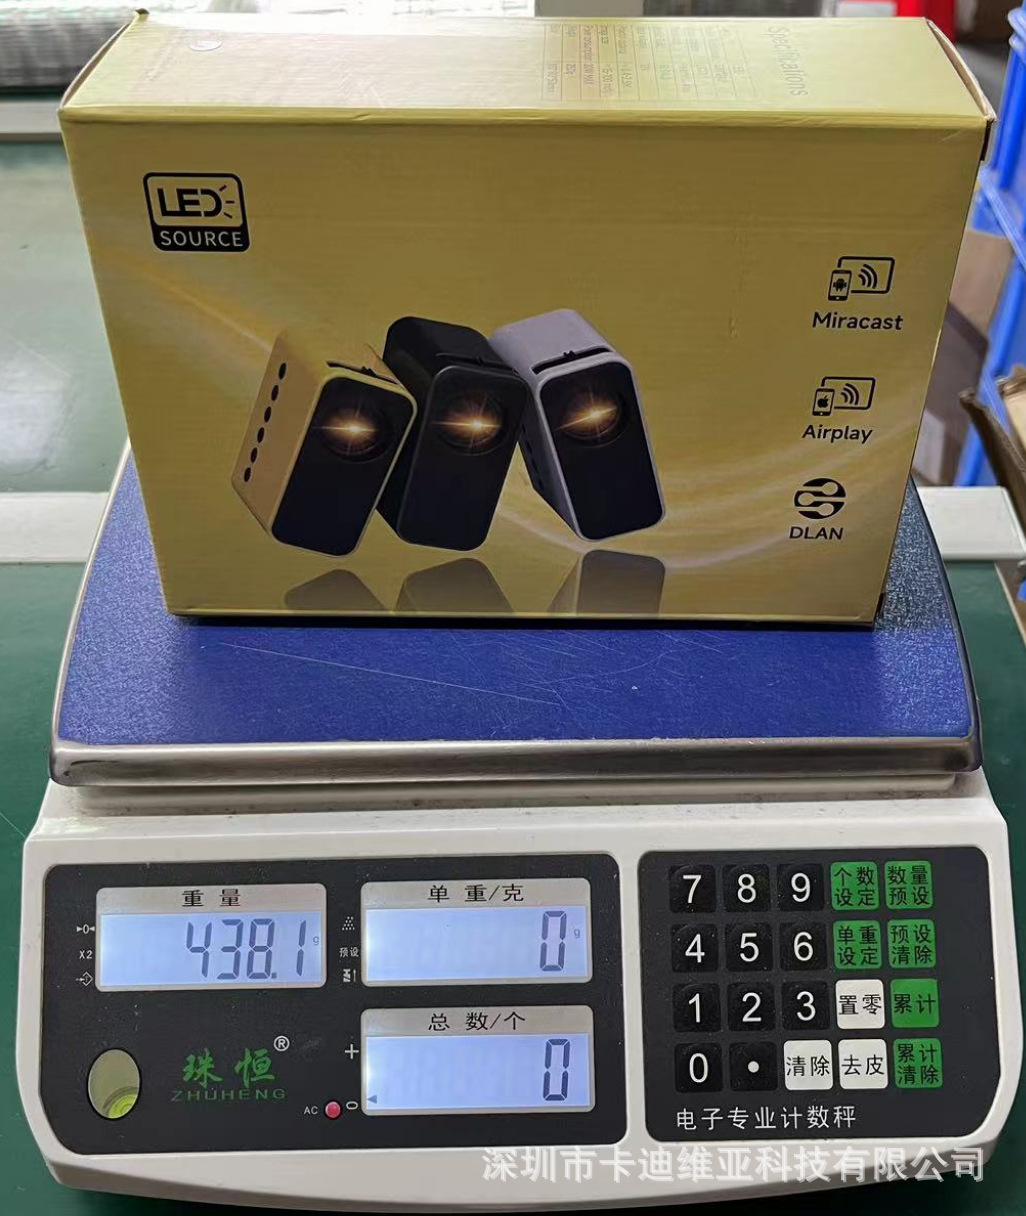 Specifications
LED
SOURCE
Miracast
Airplay
DLAN
重量
438.1 g
→0←
X2
单重/克
0 g
预设
总数/个
0
珠恒®
ZHUHENG
AC
7 8 9 个数设定 数量预设
4 5 6 单重设定 预设清除
1 2 3 置零 累计
0 . 清除 去皮 累计清除
电子专业计数秤
深圳市卡迪维亚科技有限公司